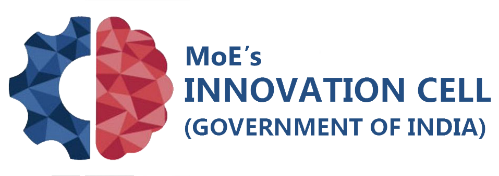 MoE's
INNOVATION CELL
(GOVERNMENT OF INDIA)